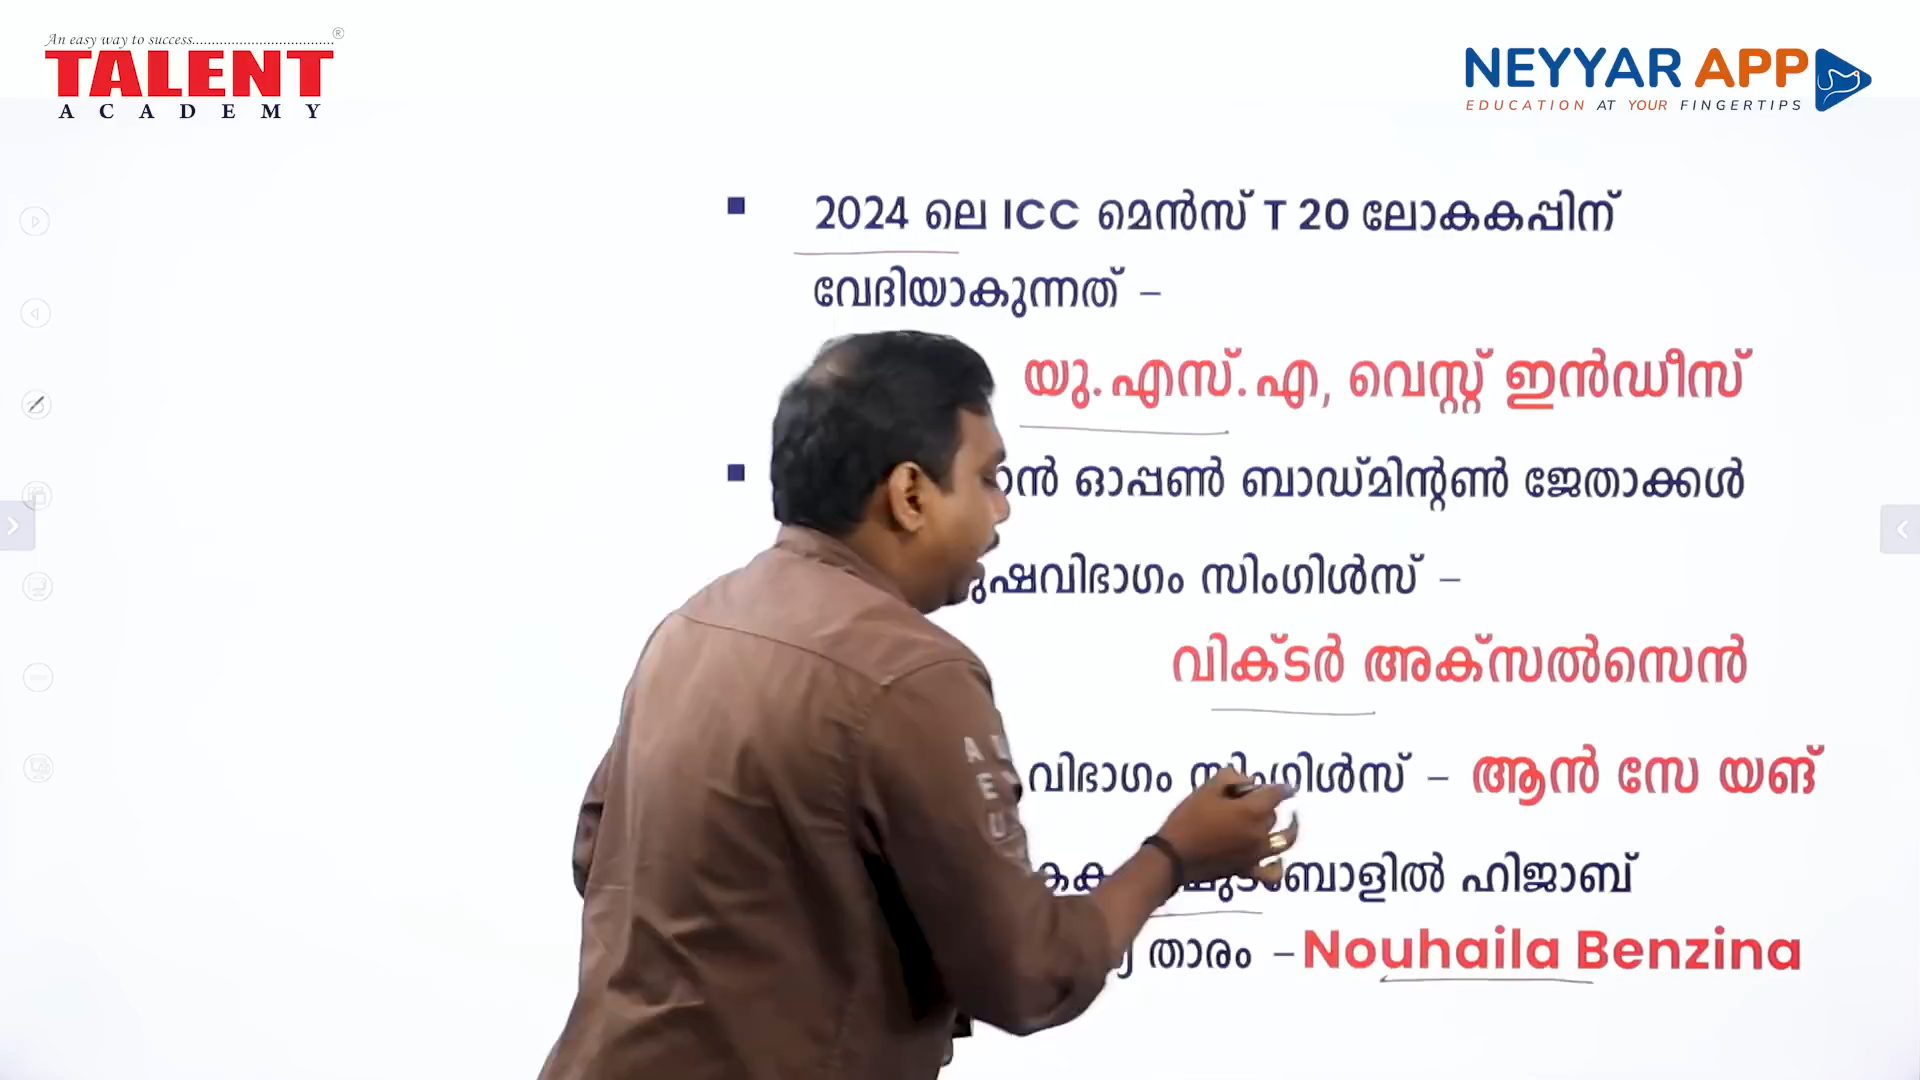 An easy way to success
TALENT
ACADEMY
NEYYAR APP
EDUCATION AT YOUR FINGERTIPS
2024 ലെ ICC മെൻസ് T 20 ലോകകപ്പിന്
വേദിയാകുന്നത് –
യു.എസ്.എ, വെസ്റ്റ് ഇൻഡീസ്
ഓപ്പൺ ബാഡ്മിന്റൺ ജേതാക്കൾ
സിംഗിൾസ് –
വിക്ടർ അക്സൽസെൻ
വിഭാഗം സിംഗിൾസ് – ആൻ സേ യങ്
ഹിജാബ്
താരം – Nouhaila Benzina